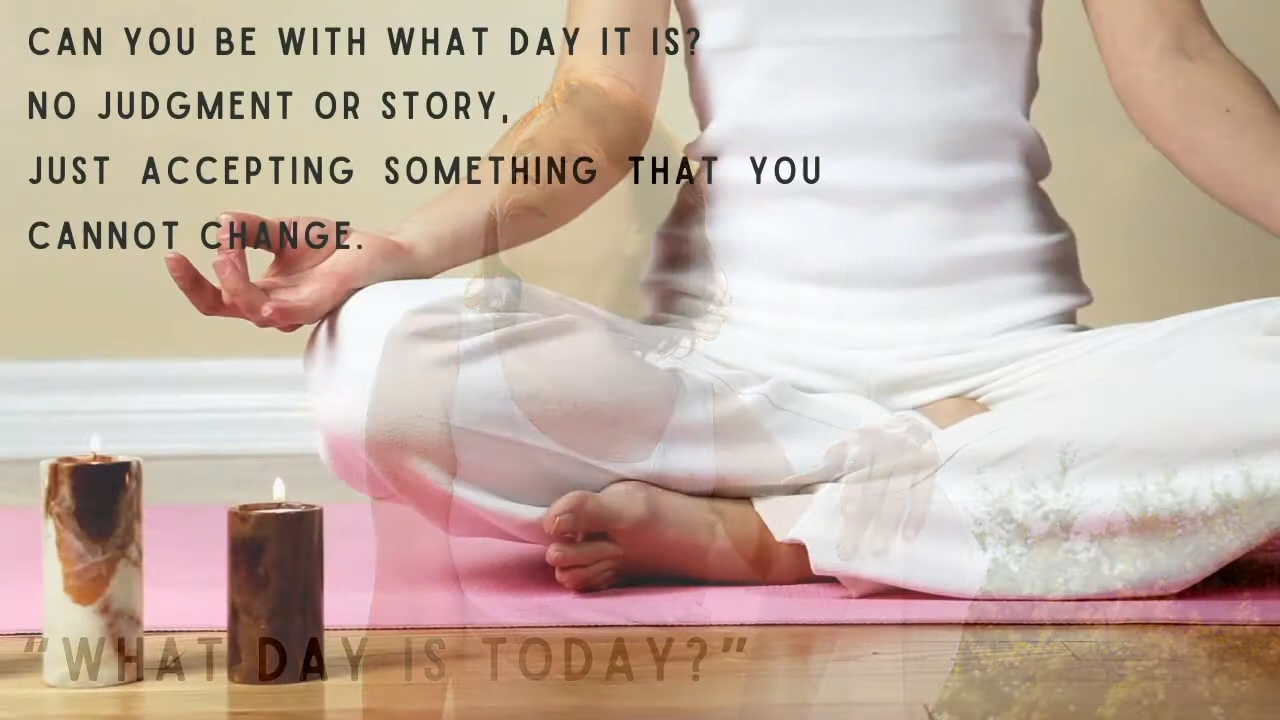 CAN YOU BE WITH WHAT DAY IT IS?
NO JUDGMENT OR STORY,
JUST ACCEPTING SOMETHING THAT YOU
CANNOT CHANGE.
"WHAT DAY IS TODAY?"